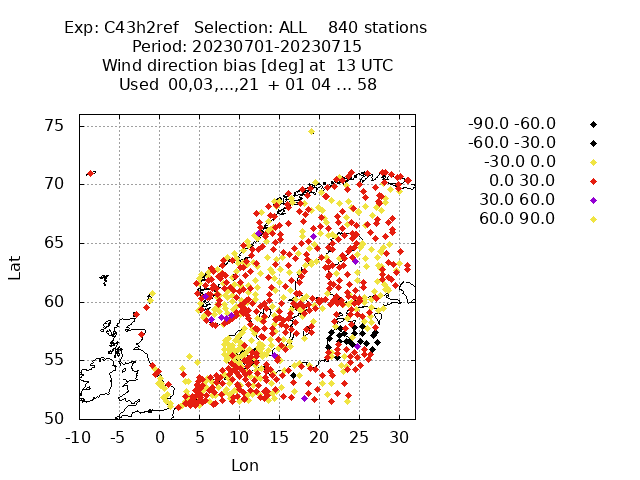 Exp: C43h2ref   Selection: ALL    840 stations
Period: 20230701-20230715
Wind direction bias [deg] at  13 UTC
Used  00,03,...,21  + 01 04 ... 58
-90.0 -60.0
-60.0 -30.0
-30.0 0.0
0.0 30.0
30.0 60.0
60.0 90.0
75
70
65
60
55
50
Lat
-10 -5 0 5 10 15 20 25 30
Lon